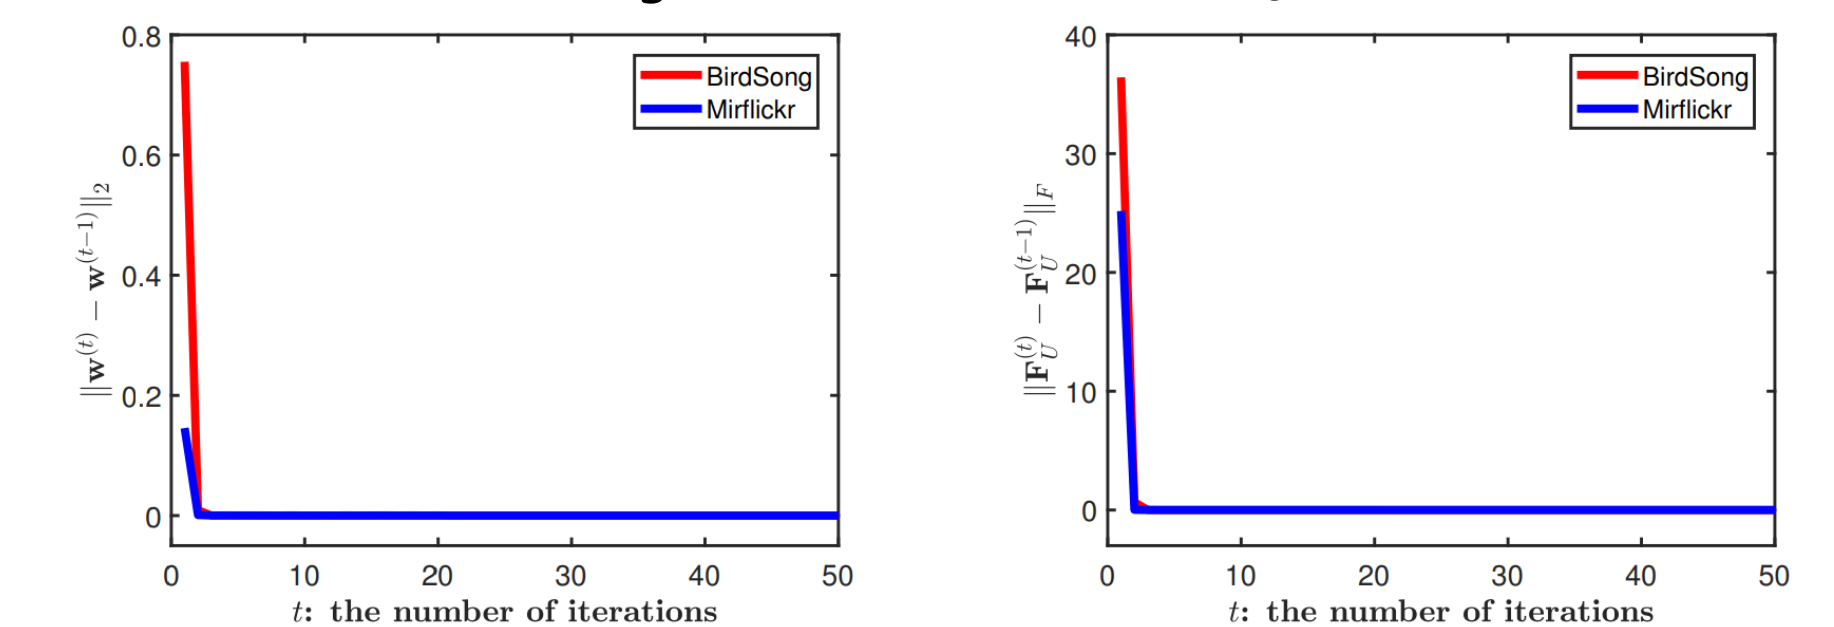 0.8
0.6
0.4
0.2
0
0 10 20 30 40 50
||w^(t) − w^(t−1)||_2
t: the number of iterations
BirdSong
Mirflickr
40
30
20
10
0
0 10 20 30 40 50
||F_U^(t) − F_U^(t−1)||_F
t: the number of iterations
BirdSong
Mirflickr